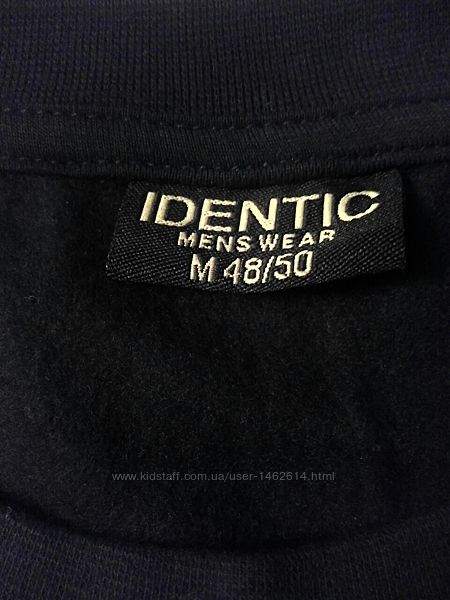 IDENTIC
MENS WEAR
M 48/50
www.kidstaff.com.ua/user-1462614.html